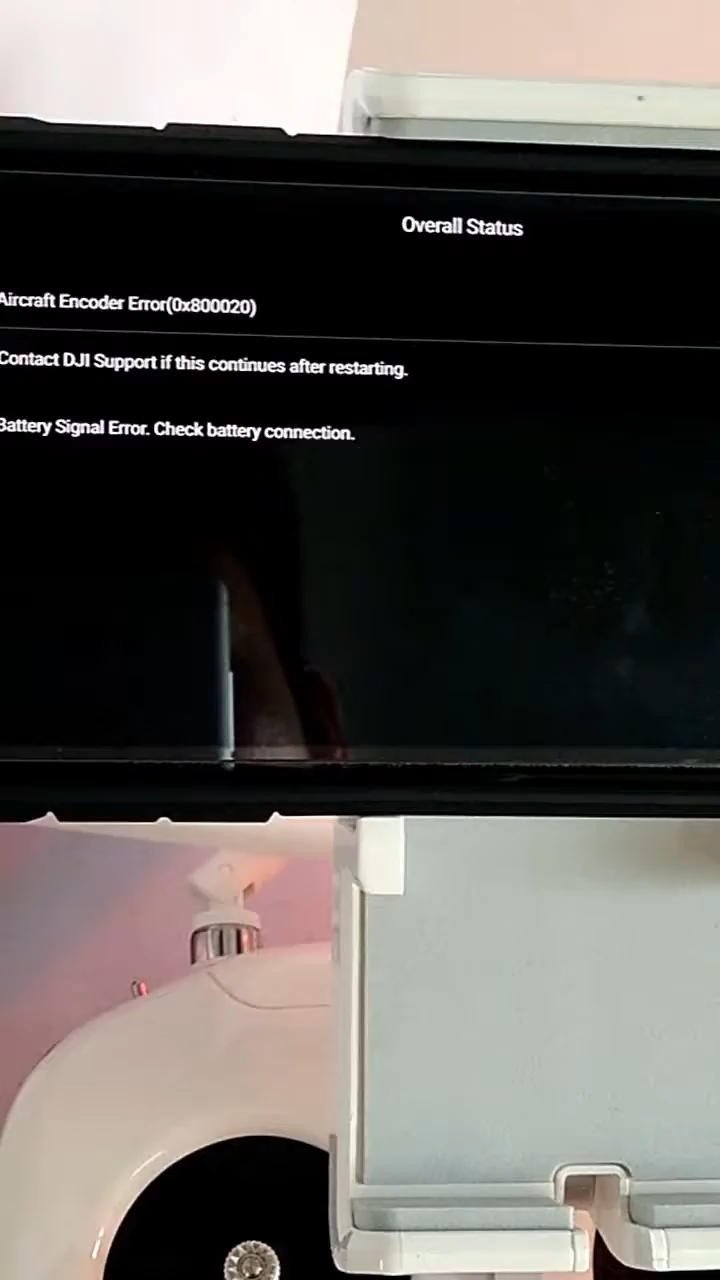 Overall Status
Aircraft Encoder Error(0x800020)
Contact DJI Support if this continues after restarting.
Battery Signal Error. Check battery connection.